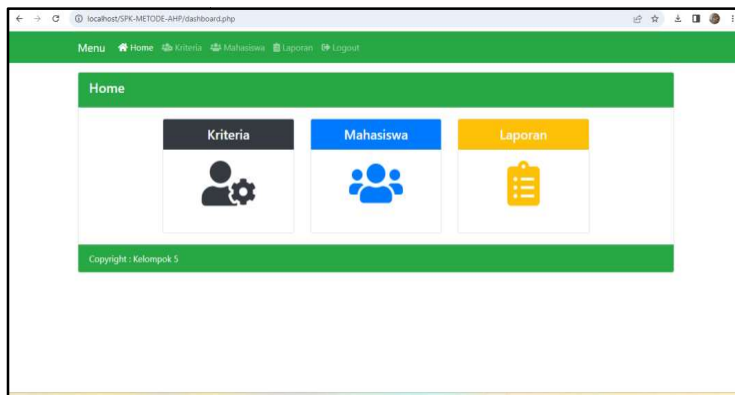 localhost/SPK-METODE-AHP/dashboard.php
Menu Home Kriteria Mahasiswa Laporan Logout
Home
Kriteria Mahasiswa Laporan
Copyright : Kelompok 5